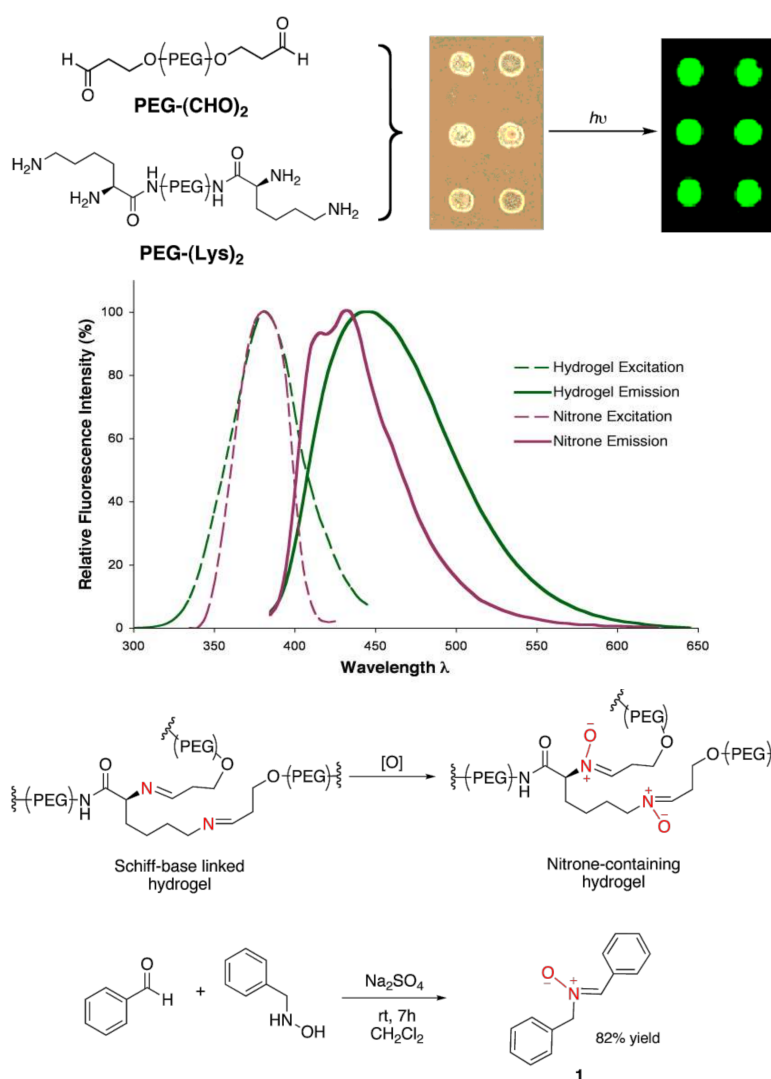 O
H
O
(PEG)
O
H
O
PEG-(CHO)₂
hυ
H₂N
NH₂
O
N
H
(PEG)
N
H
O
NH₂
NH₂
PEG-(Lys)₂
Relative Fluorescence Intensity (%)
100
80
60
40
20
0
Hydrogel Excitation
Hydrogel Emission
Nitrone Excitation
Nitrone Emission
300 350 400 450 500 550 600 650
Wavelength λ
(PEG)
O
O
(PEG)
NH
N
N
O
(PEG)
Schiff-base linked
hydrogel
[O]
(PEG)
O
O
−
O
(PEG)
N
H
N
+
N
+
O
−
O
(PEG)
Nitrone-containing
hydrogel
O
H
+
HN
OH
Na₂SO₄
rt, 7h
CH₂Cl₂
O
−
N
+
82% yield
1